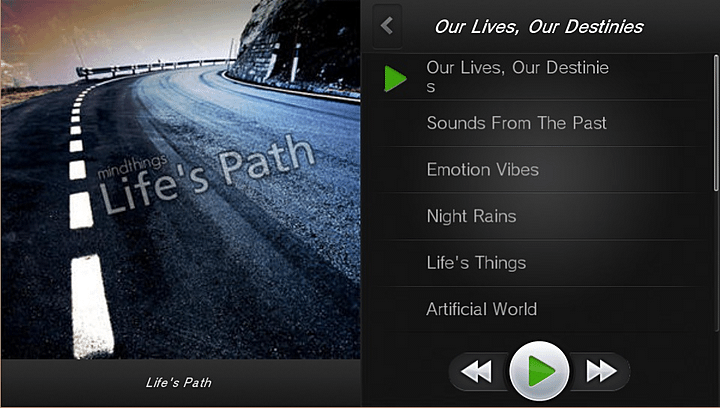 mindthings
Life's Path
Life's Path
Our Lives, Our Destinies
Our Lives, Our Destinie
s
Sounds From The Past
Emotion Vibes
Night Rains
Life's Things
Artificial World